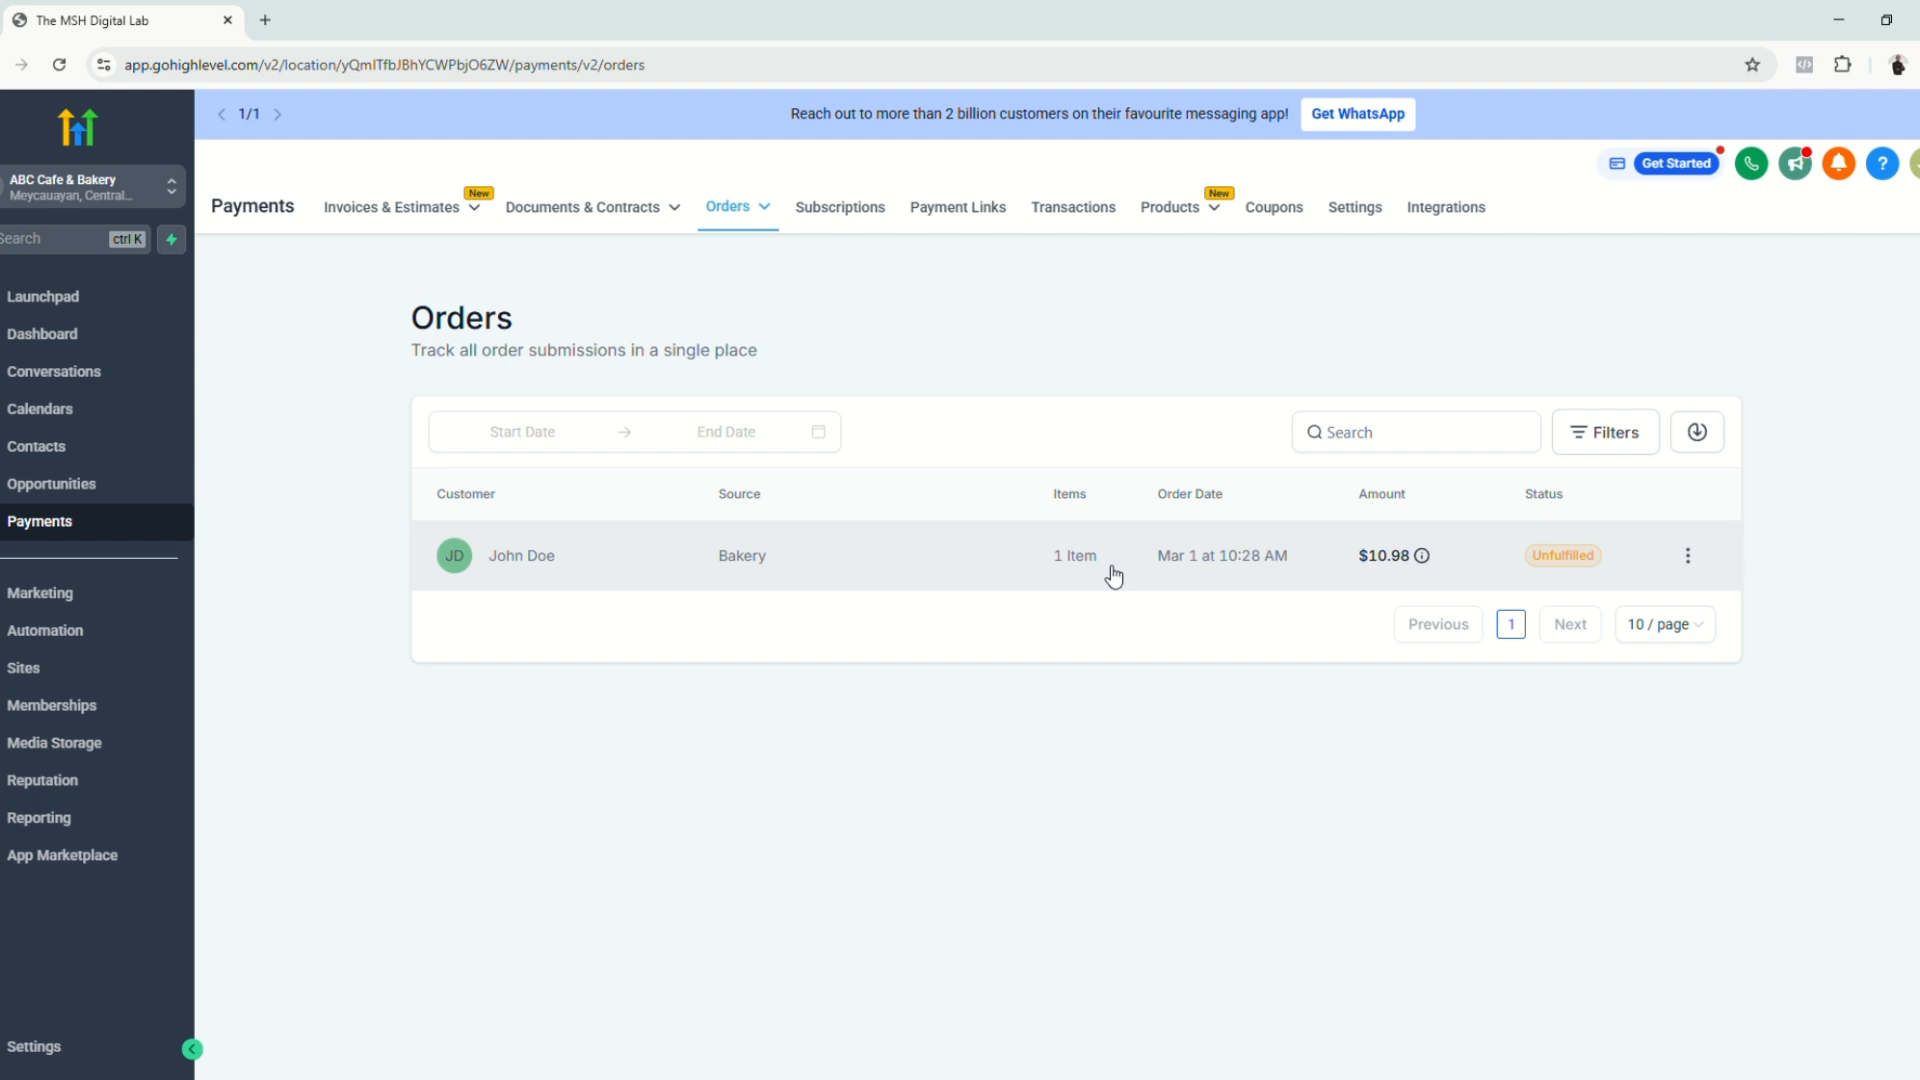 The MSH Digital Lab
app.gohighlevel.com/v2/location/yQmITfbJBhYCWPbjO6ZW/payments/v2/orders
1/1
Reach out to more than 2 billion customers on their favourite messaging app!
Get WhatsApp
ABC Cafe & Bakery
Meycauayan, Central...
Search
ctrl K
Get Started
Payments
Invoices & Estimates
New
Documents & Contracts
Orders
Subscriptions
Payment Links
Transactions
Products
New
Coupons
Settings
Integrations
Launchpad
Dashboard
Conversations
Calendars
Contacts
Opportunities
Payments
Marketing
Automation
Sites
Memberships
Media Storage
Reputation
Reporting
App Marketplace
Settings
Orders
Track all order submissions in a single place
Start Date
End Date
Search
Filters
Customer Source Items Order Date Amount Status
JD John Doe Bakery 1 Item Mar 1 at 10:28 AM $10.98 Unfulfilled
Previous 1 Next 10 / page